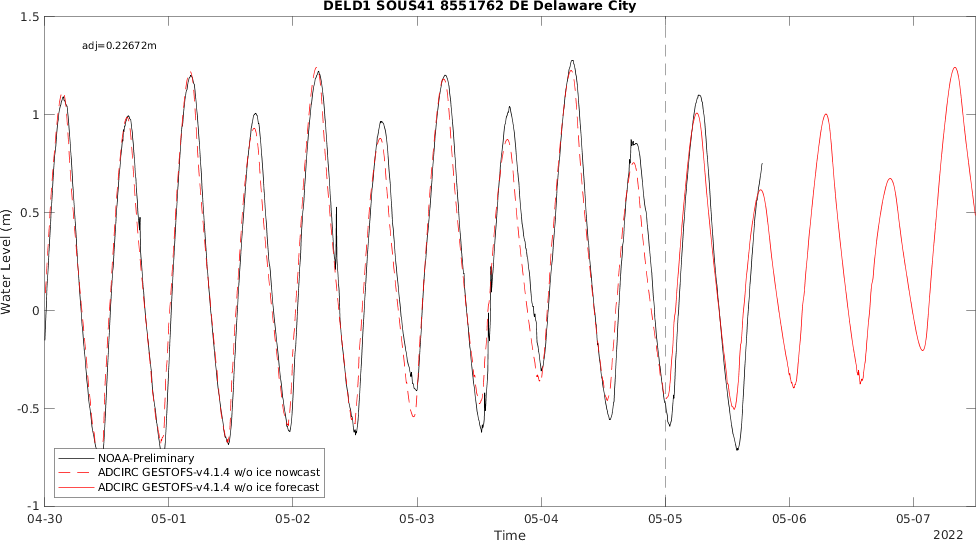 DELD1 SOUS41 8551762 DE Delaware City
adj=0.22672m
1.5
1
0.5
0
-0.5
-1
Water Level (m)
NOAA-Preliminary
ADCIRC GESTOFS-v4.1.4 w/o ice nowcast
ADCIRC GESTOFS-v4.1.4 w/o ice forecast
04-30 05-01 05-02 05-03 05-04 05-05 05-06 05-07
Time
2022